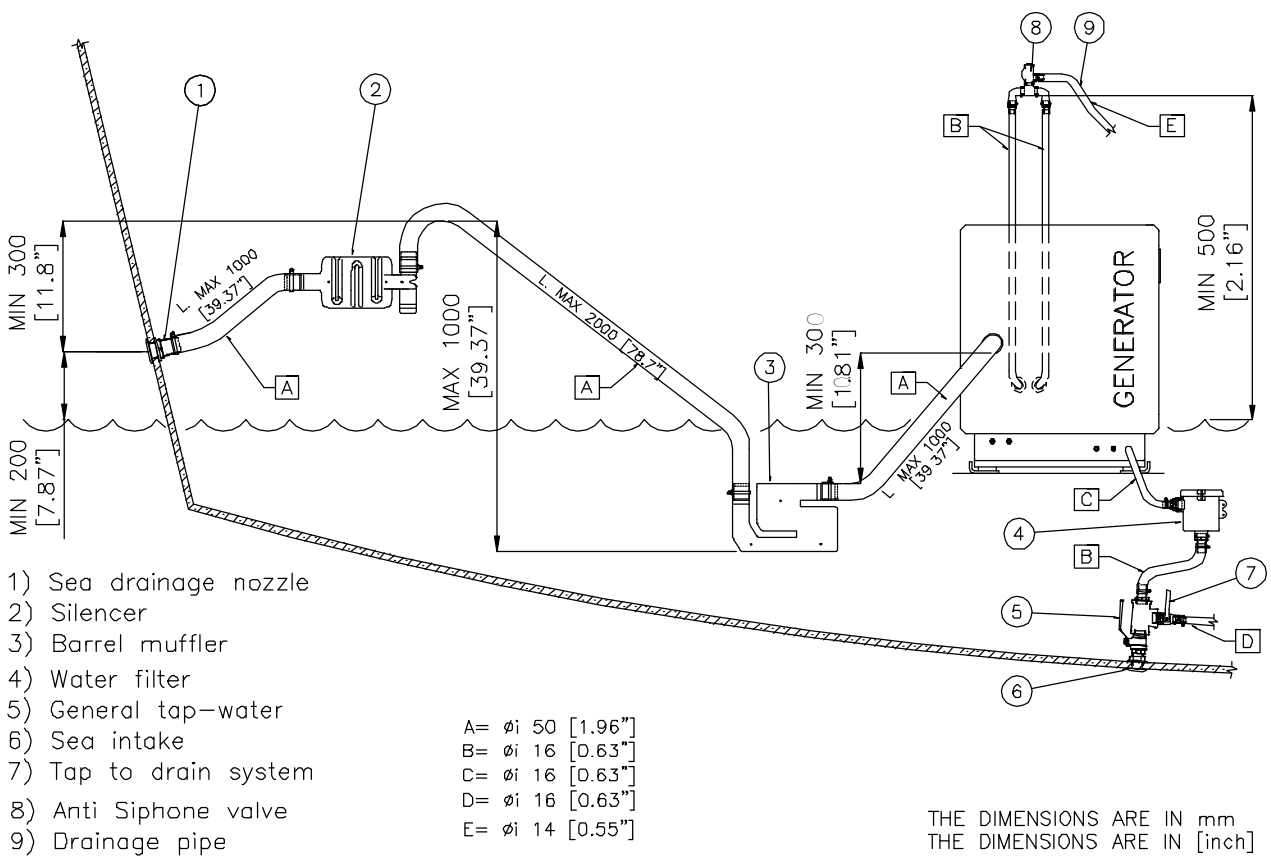 8
9
1
2
B
E
MIN 300
[11.8"]
L. MAX 1000
[39.37"]
MIN 500
[2.16"]
GENERATOR
L. MAX 2000 [78.7"]
MAX 1000
[39.37"]
A
A
3
MIN 300
[10.81"]
A
L MAX 1000
[39.37"]
MIN 200
[7.87"]
C
4
B
7
5
D
6
1) Sea drainage nozzle
2) Silencer
3) Barrel muffler
4) Water filter
5) General tap-water
6) Sea intake
7) Tap to drain system
8) Anti Siphone valve
9) Drainage pipe
A= øi 50 [1.96"]
B= øi 16 [0.63"]
C= øi 16 [0.63"]
D= øi 16 [0.63"]
E= øi 14 [0.55"]
THE DIMENSIONS ARE IN mm
THE DIMENSIONS ARE IN [inch]